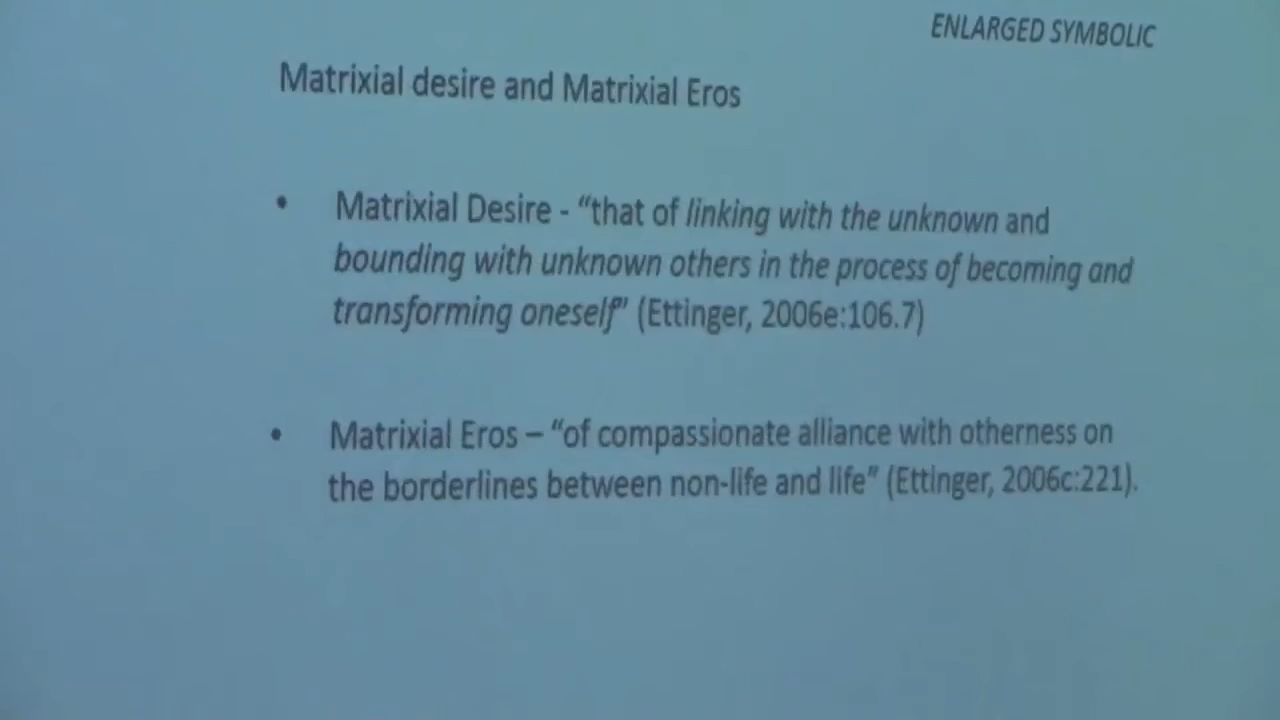 ENLARGED SYMBOLIC
Matrixial desire and Matrixial Eros
• Matrixial Desire - “that of linking with the unknown and
bounding with unknown others in the process of becoming and
transforming oneself” (Ettinger, 2006e:106.7)
• Matrixial Eros – “of compassionate alliance with otherness on
the borderlines between non-life and life” (Ettinger, 2006c:221).